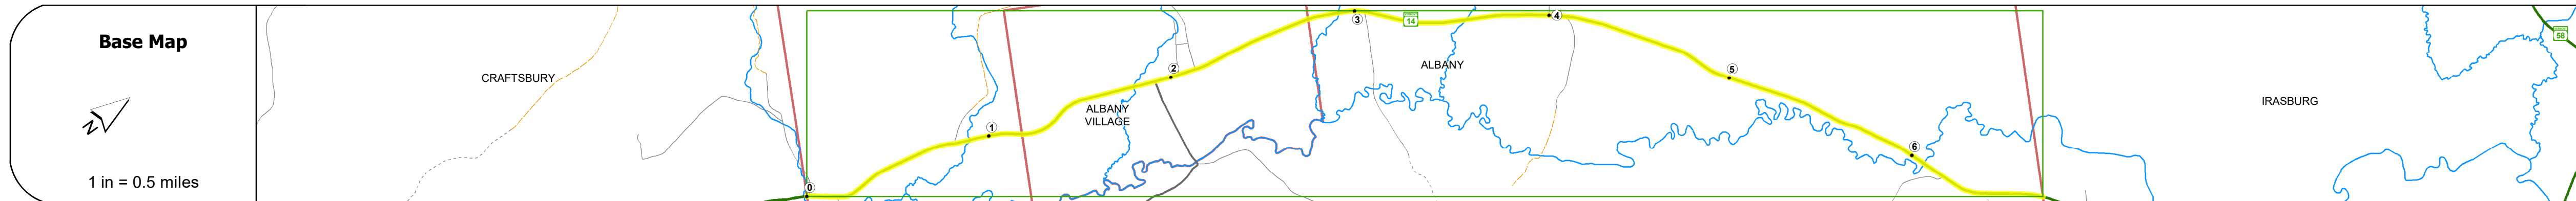 Base Map
N
1 in = 0.5 miles
CRAFTSBURY
0
1
ALBANY
VILLAGE
2
3
14
ALBANY
4
5
6
IRASBURG
58